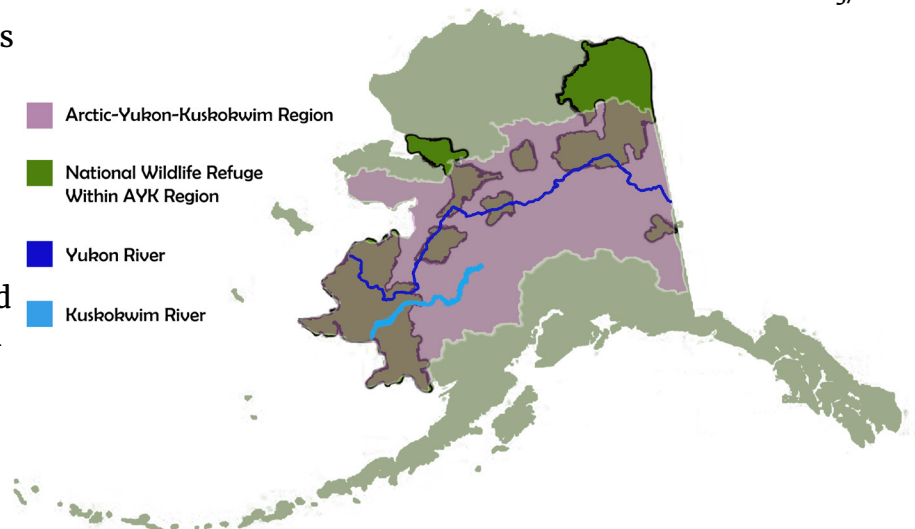 s
Arctic-Yukon-Kuskokwim Region
National Wildlife Refuge
Within AYK Region
Yukon River
d
Kuskokwim River